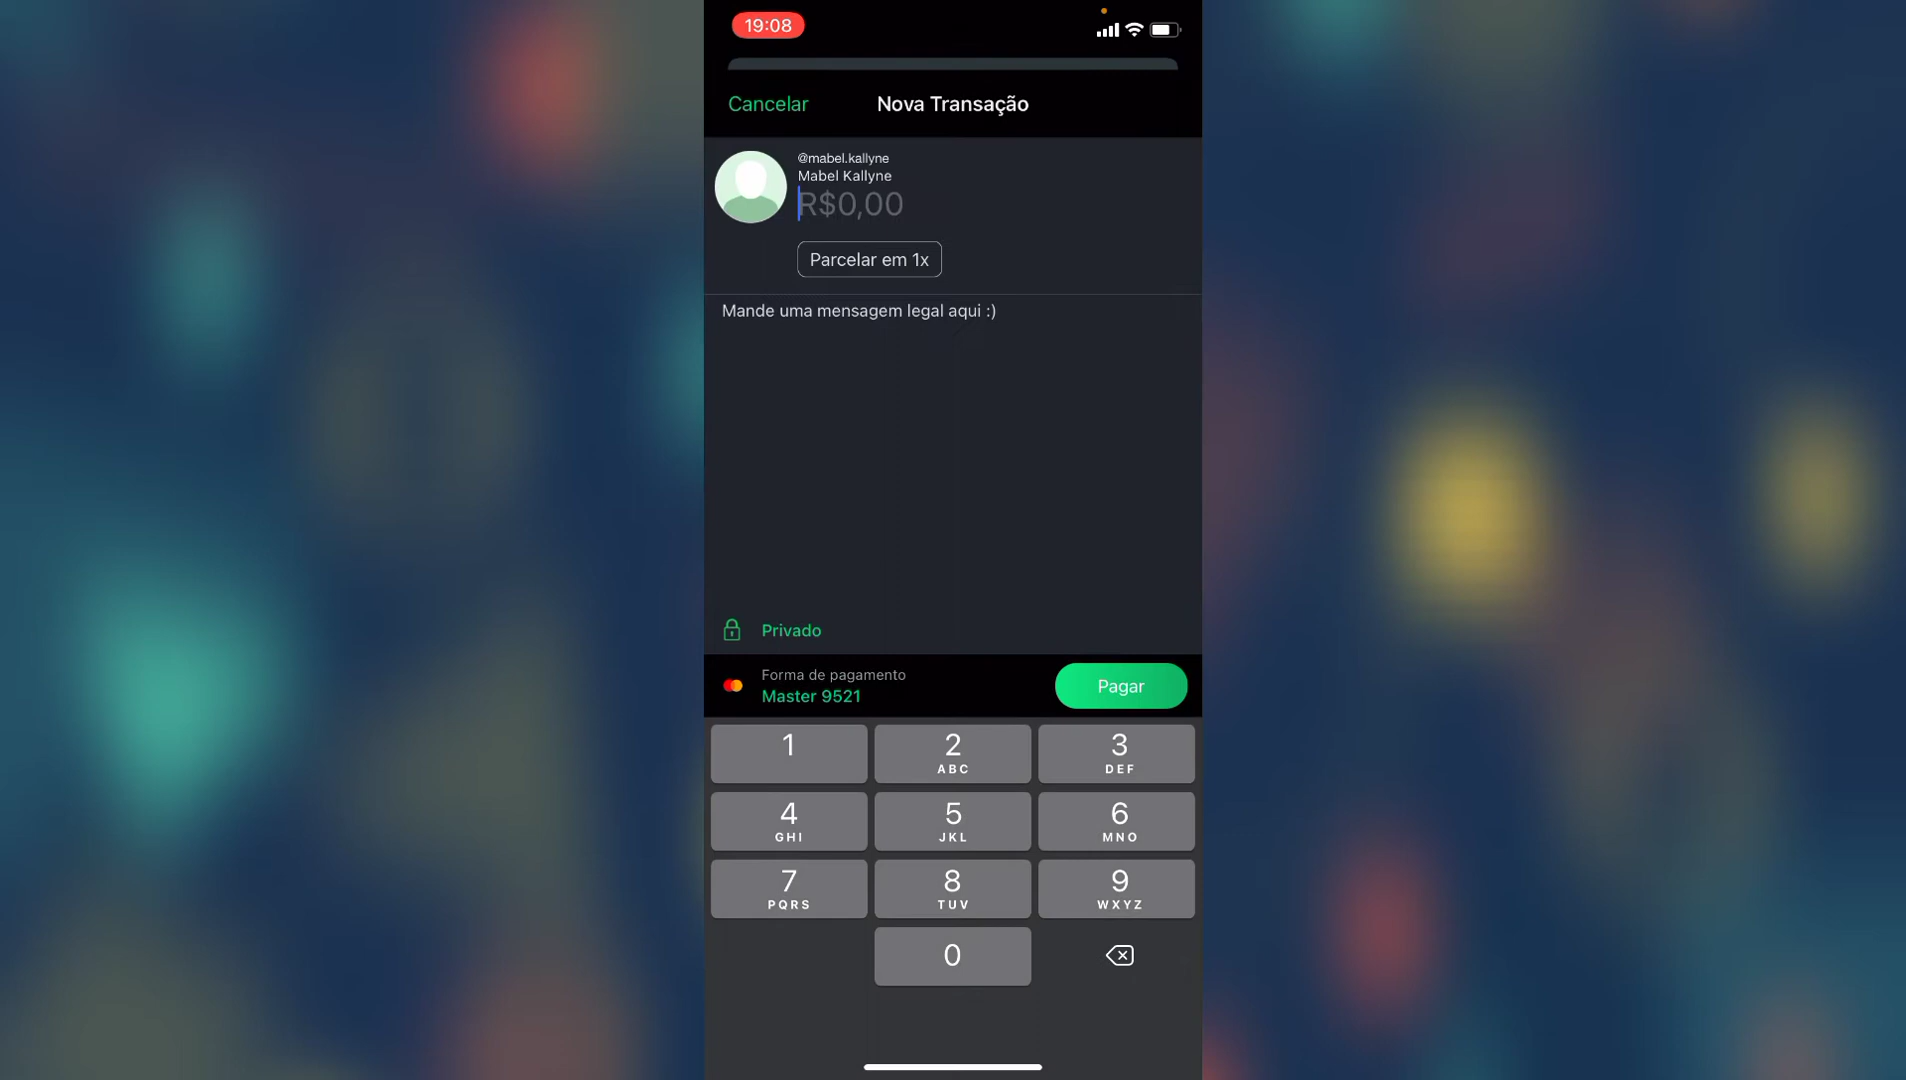 19:08
Cancelar
Nova Transação
@mabel.kallyne
Mabel Kallyne
R$0,00
Parcelar em 1x
Mande uma mensagem legal aqui :)
Privado
Forma de pagamento
Master 9521
Pagar
1
2
ABC
3
DEF
4
GHI
5
JKL
6
MNO
7
PQRS
8
TUV
9
WXYZ
0